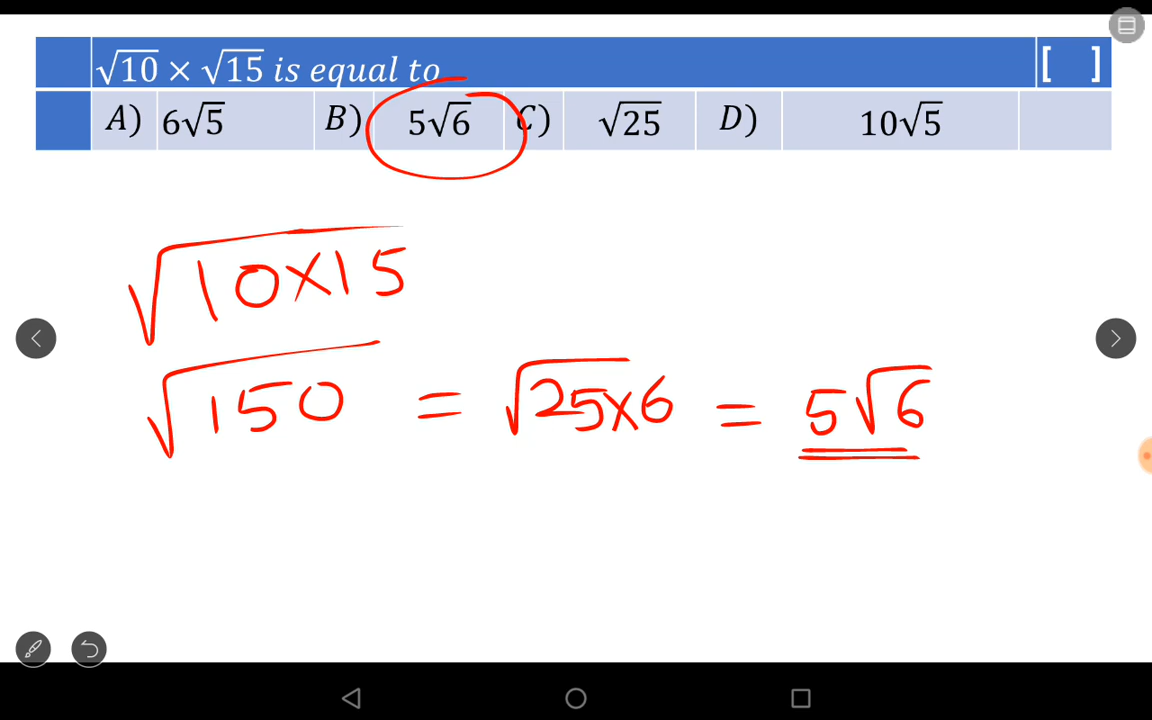 √10 × √15 is equal to [ ]
A) 6√5 B) 5√6 C) √25 D) 10√5
√10×15
√150 = √25×6 = 5√6